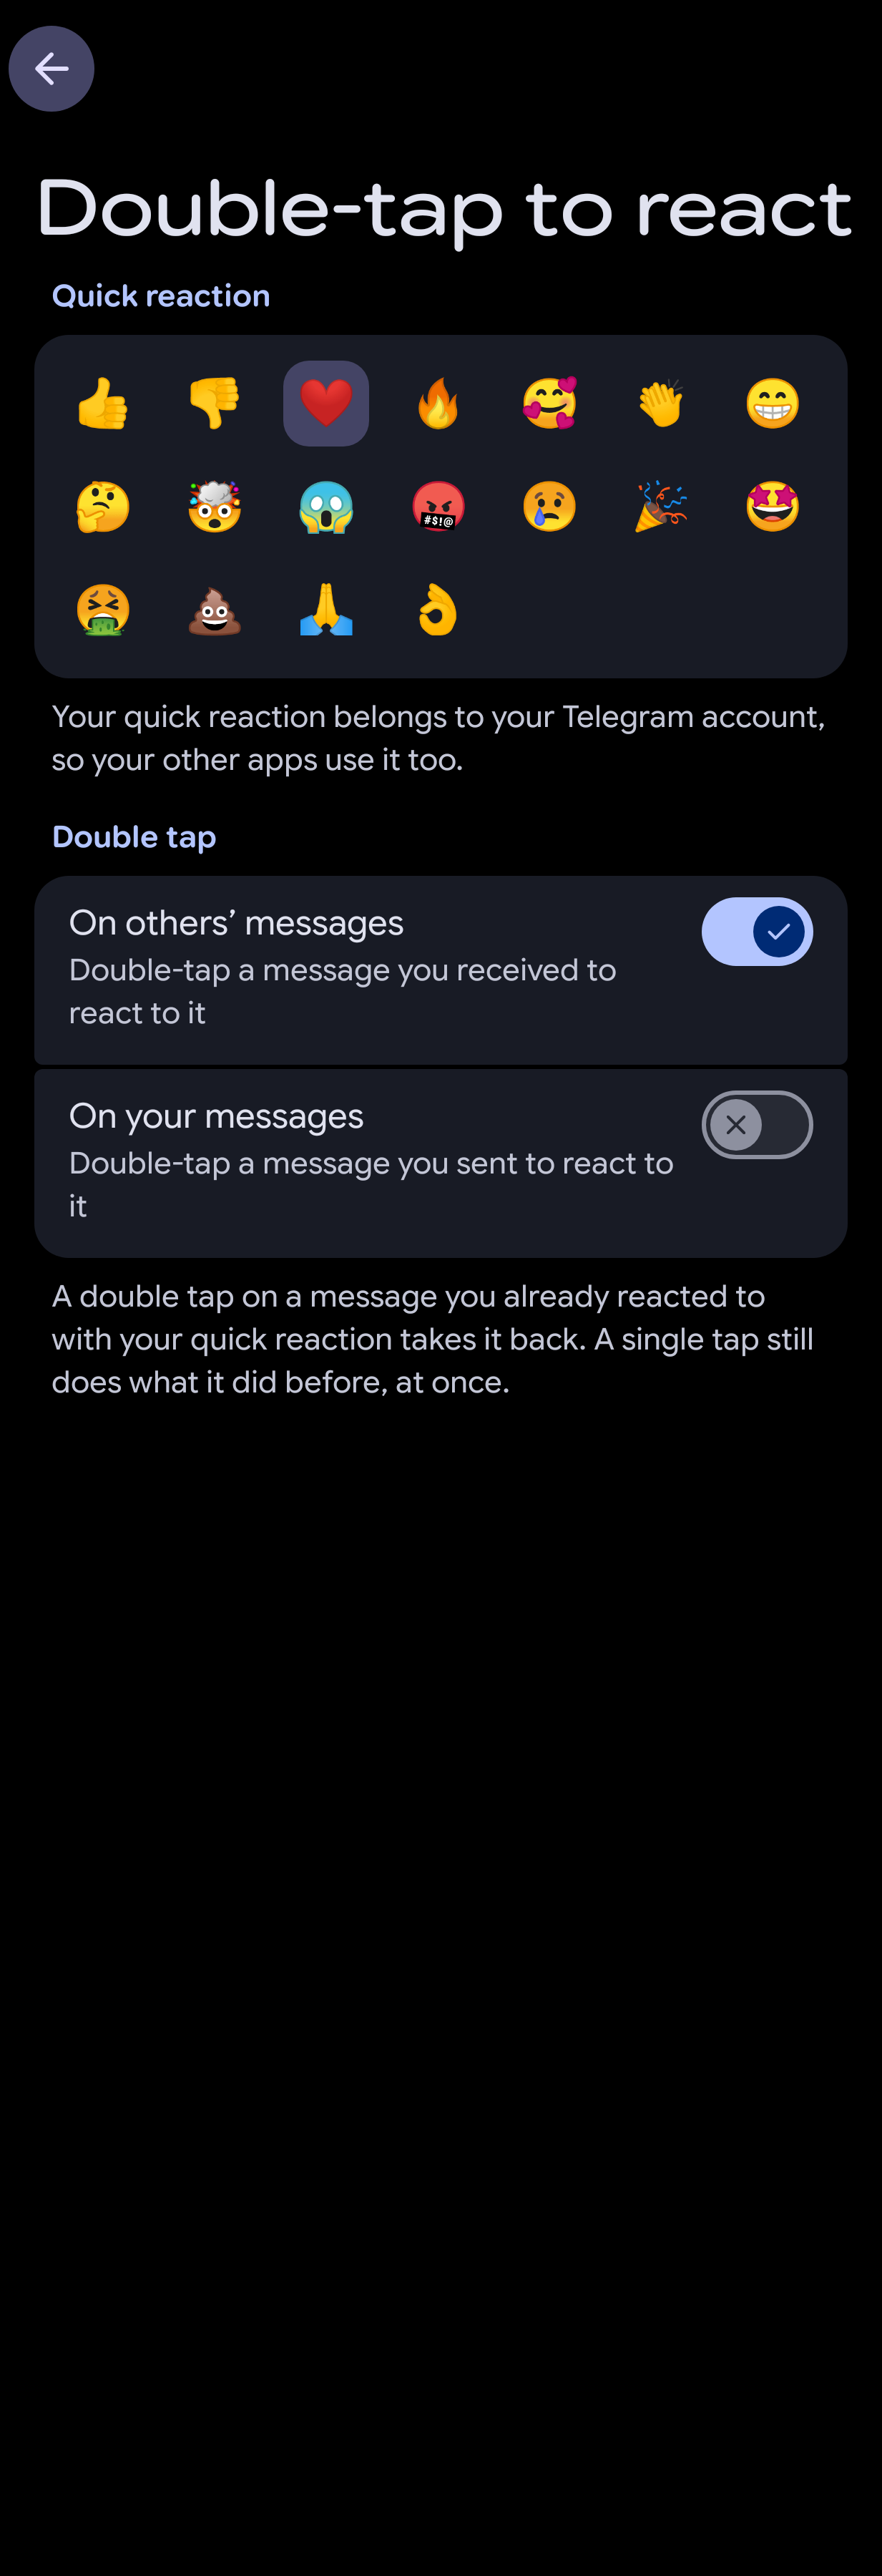 Double-tap to react
Quick reaction
#$!@
Your quick reaction belongs to your Telegram account,
so your other apps use it too.
Double tap
On others’ messages
Double-tap a message you received to
react to it
On your messages
Double-tap a message you sent to react to
it
A double tap on a message you already reacted to
with your quick reaction takes it back. A single tap still
does what it did before, at once.